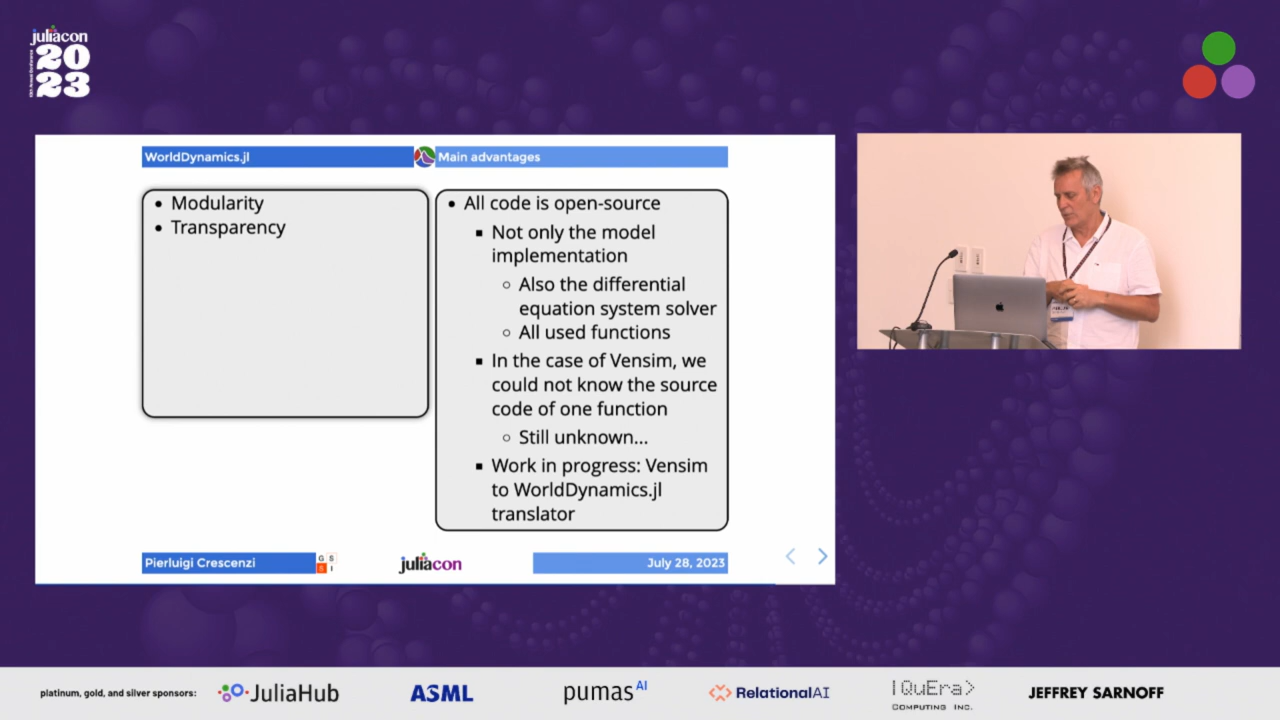 juliacon
20
23
WorldDynamics.jl
Main advantages
• Modularity
• Transparency
• All code is open-source
▪ Not only the model
implementation
◦ Also the differential
equation system solver
◦ All used functions
▪ In the case of Vensim, we
could not know the source
code of one function
◦ Still unknown...
▪ Work in progress: Vensim
to WorldDynamics.jl
translator
Pierluigi Crescenzi
G S
S I
juliacon
July 28, 2023
platinum, gold, and silver sponsors:
JuliaHub
ASML
pumas AI
RelationalAI
|QuEra>
COMPUTING INC.
JEFFREY SARNOFF